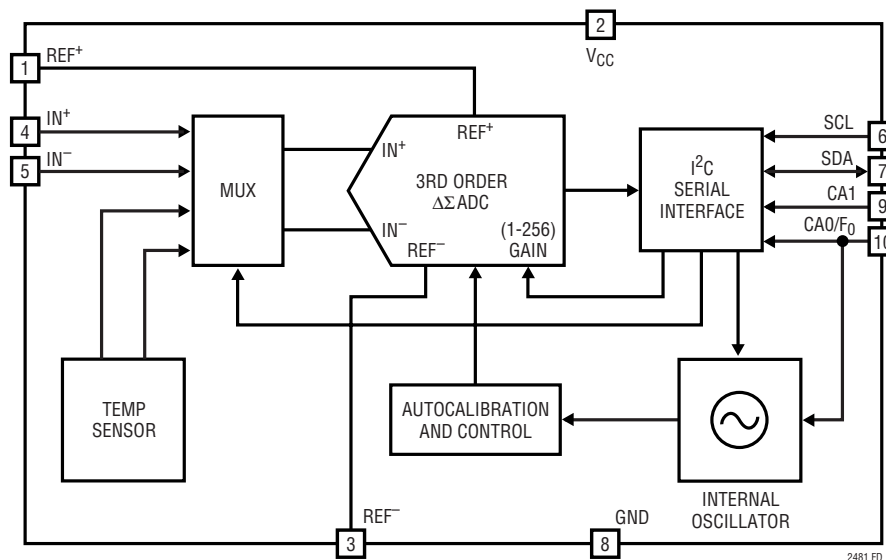 2
VCC
1
REF⁺
4
IN⁺
5
IN⁻
MUX
REF⁺
IN⁺
3RD ORDER
ΔΣ ADC
IN⁻
REF⁻
(1-256)
GAIN
I²C
SERIAL
INTERFACE
SCL
6
SDA
7
CA1
9
CA0/F0
10
TEMP
SENSOR
AUTOCALIBRATION
AND CONTROL
INTERNAL
OSCILLATOR
3
REF⁻
8
GND
2481 FD